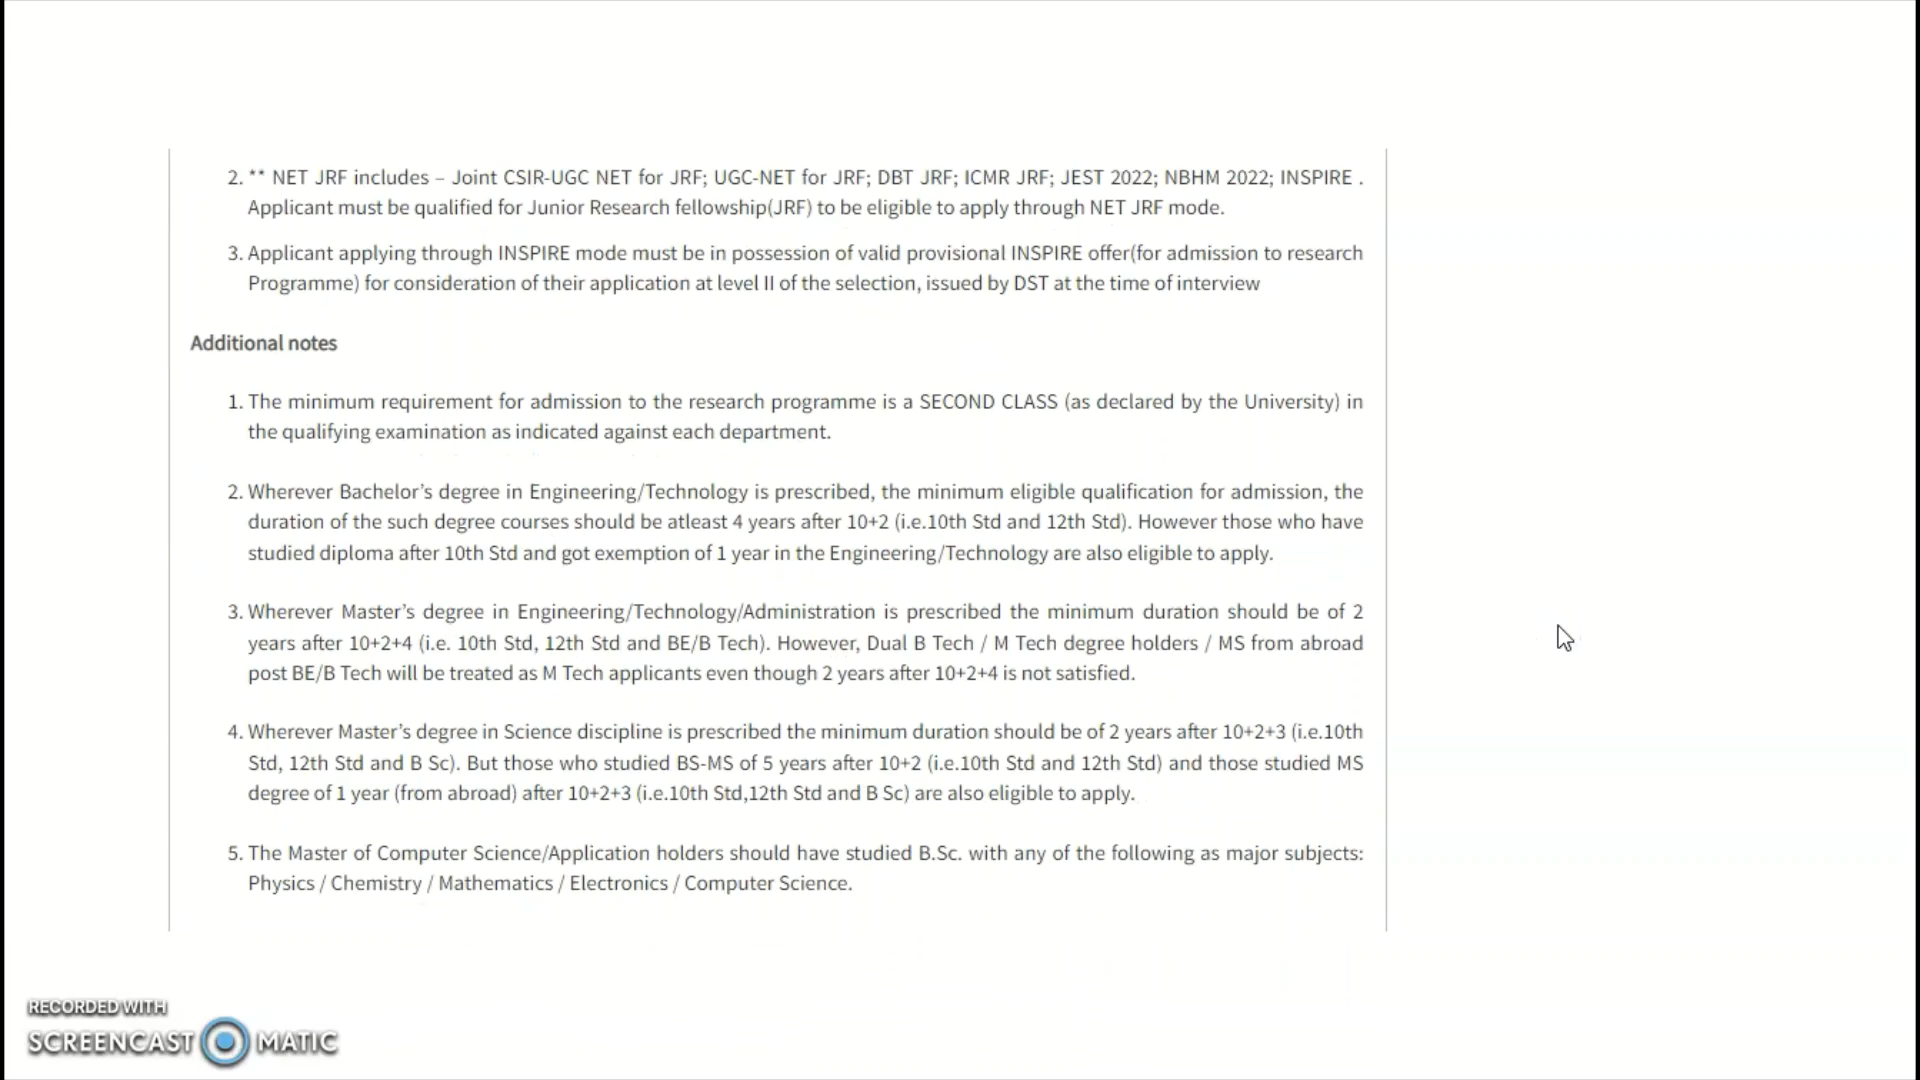 2. ** NET JRF includes – Joint CSIR-UGC NET for JRF; UGC-NET for JRF; DBT JRF; ICMR JRF; JEST 2022; NBHM 2022; INSPIRE .
Applicant must be qualified for Junior Research fellowship(JRF) to be eligible to apply through NET JRF mode.
3. Applicant applying through INSPIRE mode must be in possession of valid provisional INSPIRE offer(for admission to research
Programme) for consideration of their application at level II of the selection, issued by DST at the time of interview
Additional notes
1. The minimum requirement for admission to the research programme is a SECOND CLASS (as declared by the University) in
the qualifying examination as indicated against each department.
2. Wherever Bachelor’s degree in Engineering/Technology is prescribed, the minimum eligible qualification for admission, the
duration of the such degree courses should be atleast 4 years after 10+2 (i.e.10th Std and 12th Std). However those who have
studied diploma after 10th Std and got exemption of 1 year in the Engineering/Technology are also eligible to apply.
3. Wherever Master’s degree in Engineering/Technology/Administration is prescribed the minimum duration should be of 2
years after 10+2+4 (i.e. 10th Std, 12th Std and BE/B Tech). However, Dual B Tech / M Tech degree holders / MS from abroad
post BE/B Tech will be treated as M Tech applicants even though 2 years after 10+2+4 is not satisfied.
4. Wherever Master’s degree in Science discipline is prescribed the minimum duration should be of 2 years after 10+2+3 (i.e.10th
Std, 12th Std and B Sc). But those who studied BS-MS of 5 years after 10+2 (i.e.10th Std and 12th Std) and those studied MS
degree of 1 year (from abroad) after 10+2+3 (i.e.10th Std,12th Std and B Sc) are also eligible to apply.
5. The Master of Computer Science/Application holders should have studied B.Sc. with any of the following as major subjects:
Physics / Chemistry / Mathematics / Electronics / Computer Science.
RECORDED WITH
SCREENCAST MATIC